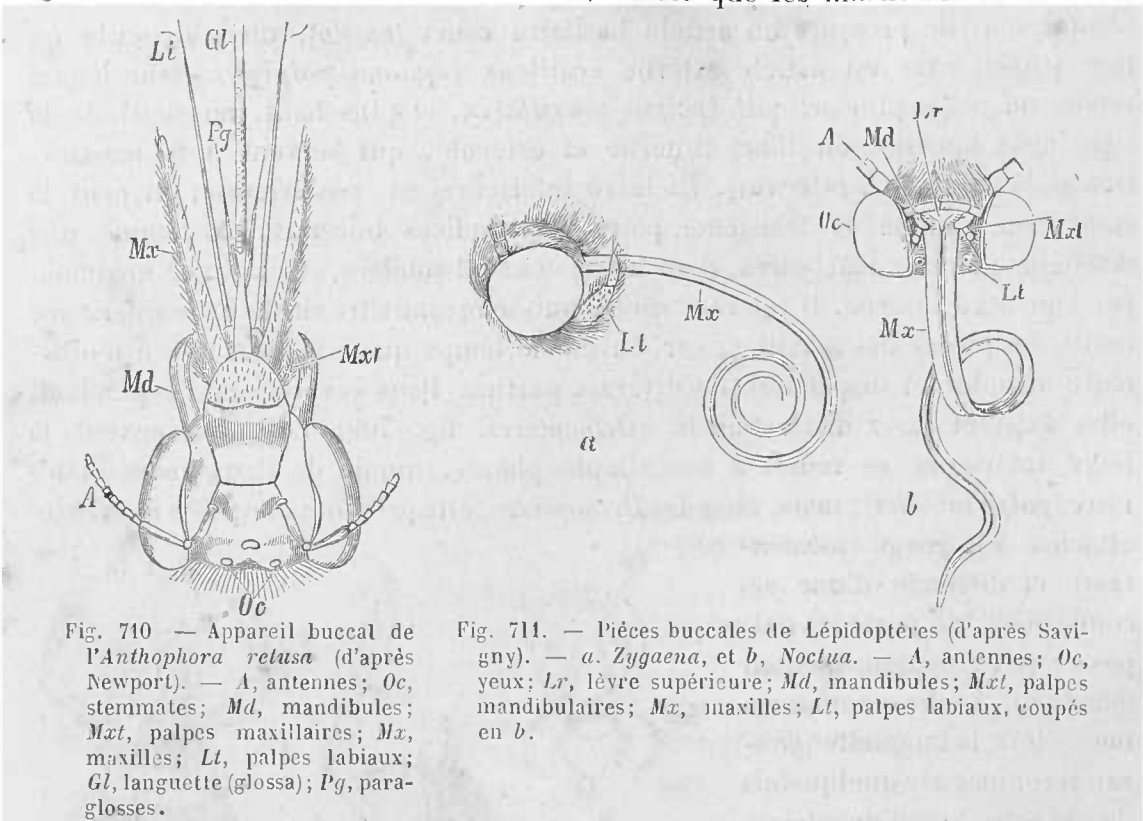 que les
Lt
Gl
Pg
Mx
Mxt
Md
A
Oc
Lt
Mx
a
A
Md
Lr
Oc
Mxt
Lt
Mx
b
Fig. 710 — Appareil buccal de
l'Anthophora retusa (d'après
Newport). — A, antennes; Oc,
stemmates; Md, mandibules;
Mxt, palpes maxillaires; Mx,
maxilles; Lt, palpes labiaux;
Gl, languette (glossa); Pg, para-
glosses.
Fig. 711. — Pièces buccales de Lépidoptères (d'après Savi-
gny). — a. Zygaena, et b, Noctua. — A, antennes; Oc,
yeux; Lr, lèvre supérieure; Md, mandibules; Mxt, palpes
mandibulaires; Mx, maxilles; Lt, palpes labiaux, coupés
en b.